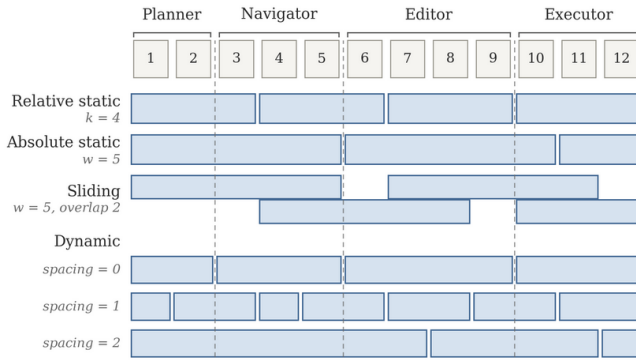 Planner Navigator Editor Executor
1 2 3 4 5 6 7 8 9 10 11 12
Relative static
k = 4
Absolute static
w = 5
Sliding
w = 5, overlap 2
Dynamic
spacing = 0
spacing = 1
spacing = 2